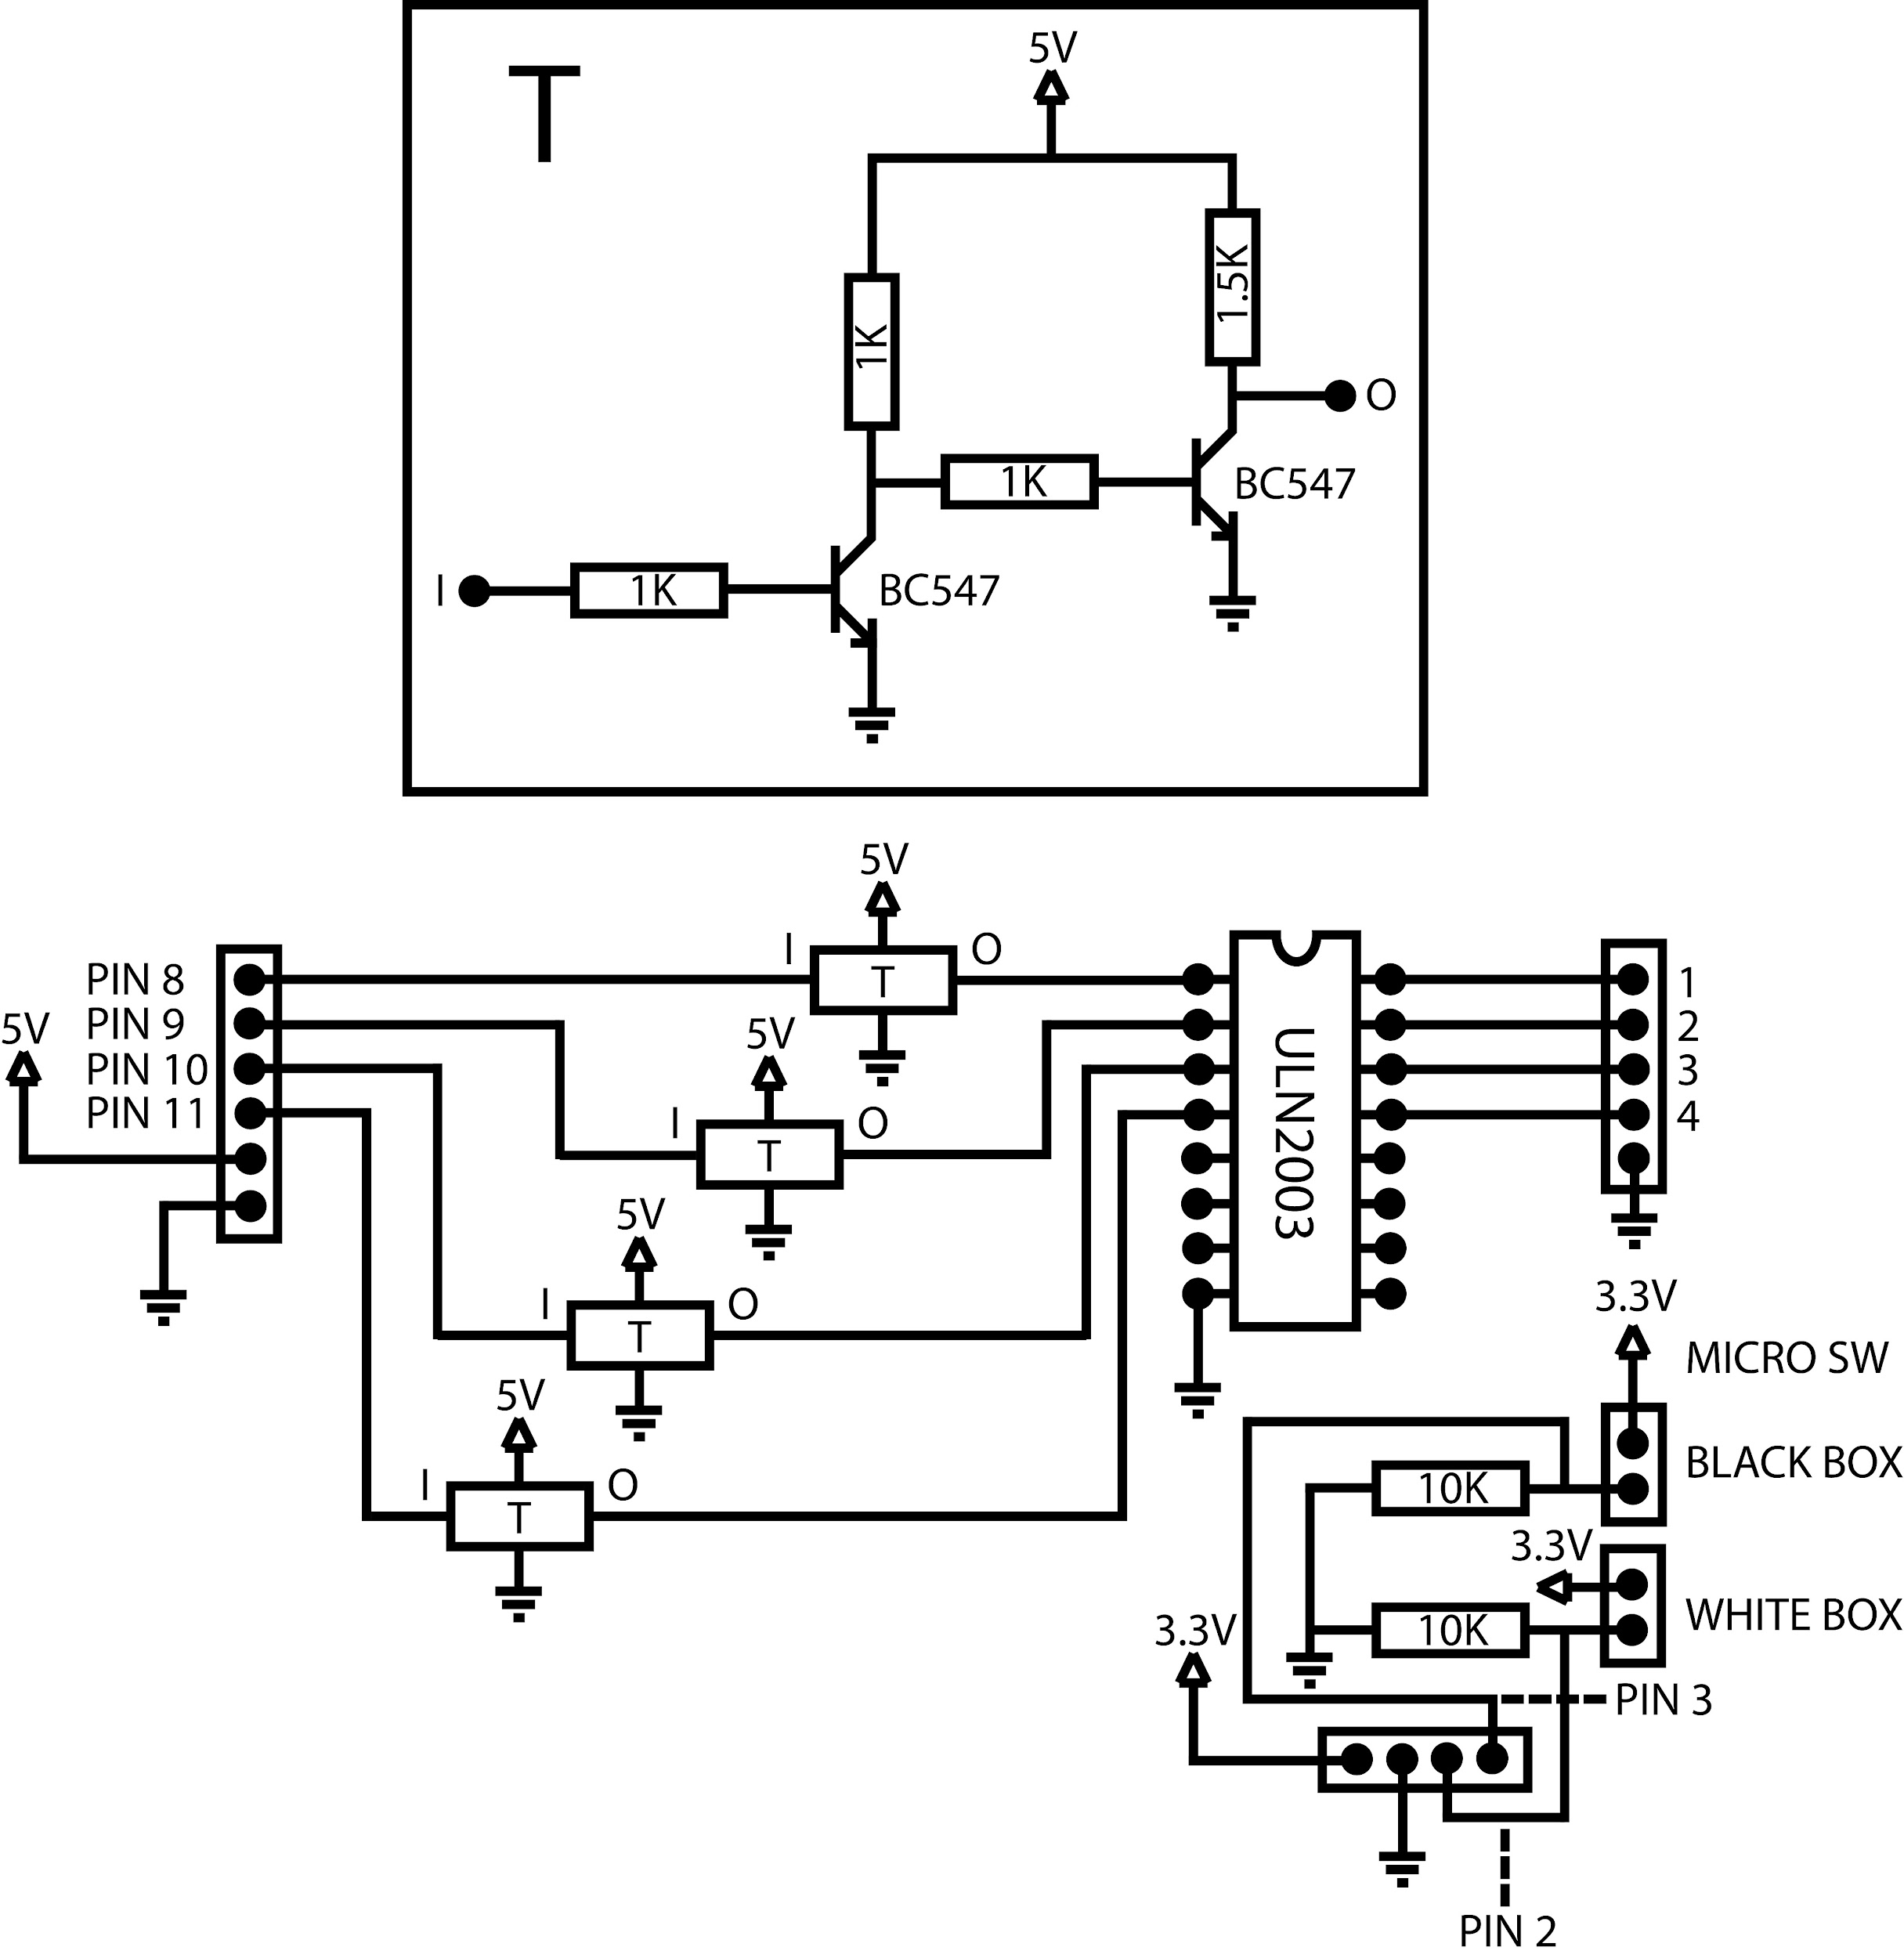 T
5V
1K
1.5K
O
1K
BC547
I
1K
BC547
5V
I
O
T
PIN 8
PIN 9
PIN 10
PIN 11
5V
5V
I
O
T
5V
I
O
T
5V
I
O
T
ULN2003
1
2
3
4
3.3V
MICRO SW
BLACK BOX
10K
3.3V
WHITE BOX
10K
3.3V
PIN 3
PIN 2